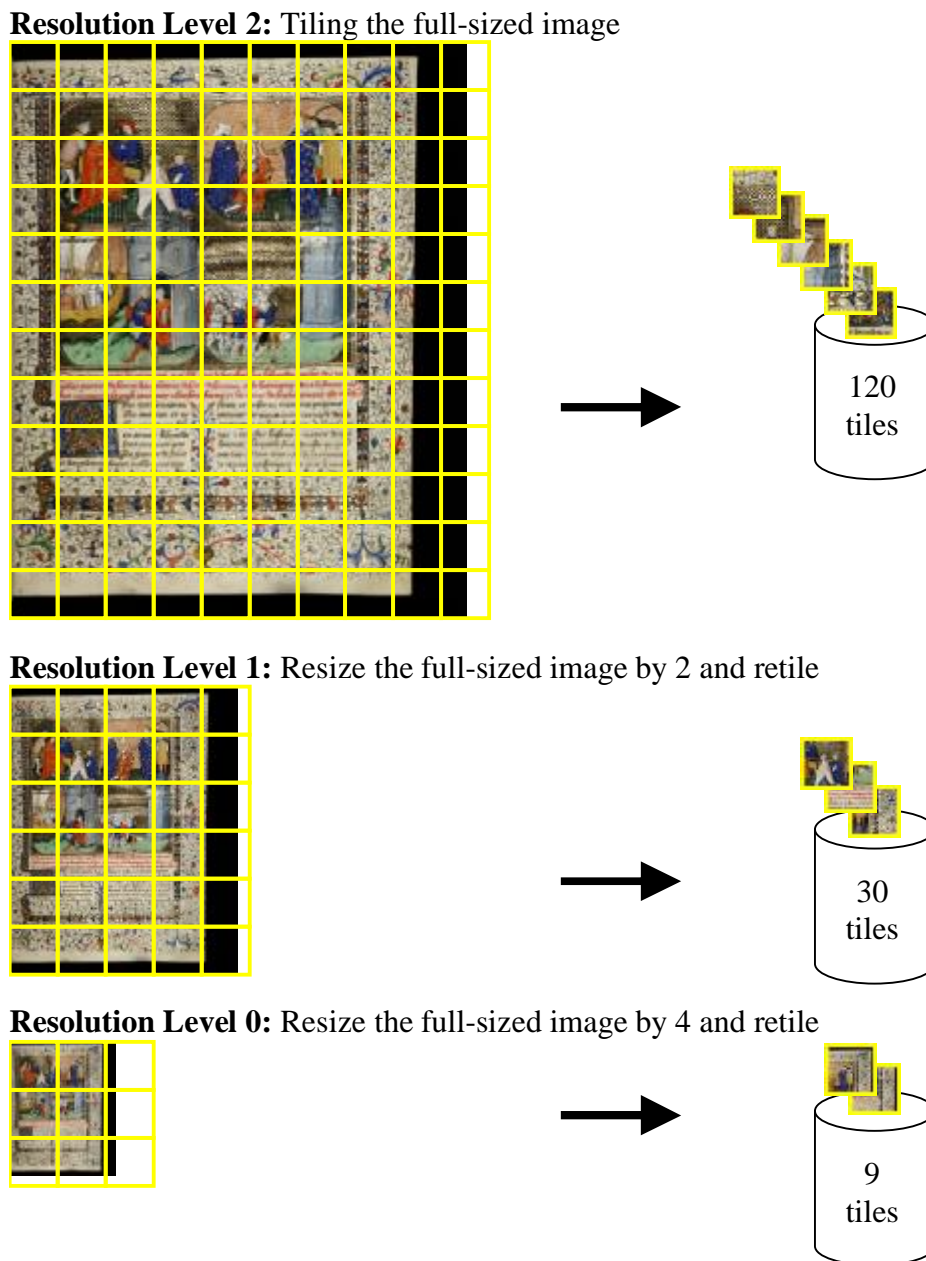 Resolution Level 2: Tiling the full-sized image
120
tiles
Resolution Level 1: Resize the full-sized image by 2 and retile
30
tiles
Resolution Level 0: Resize the full-sized image by 4 and retile
9
tiles